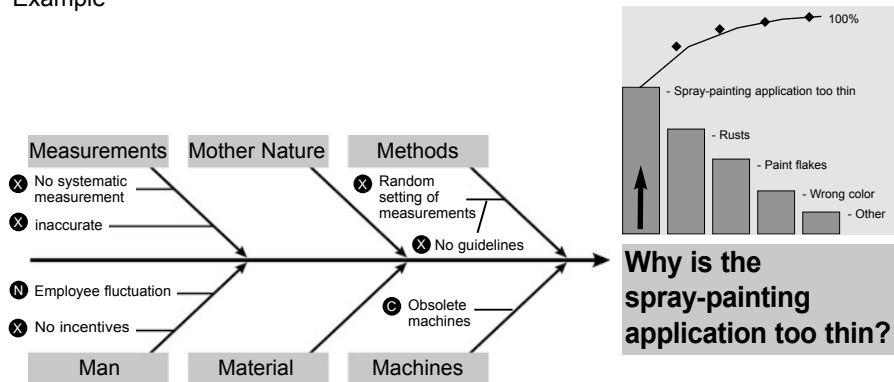 Example
Measurements
Mother Nature
Methods
X No systematic
measurement
X inaccurate
X Random
setting of
measurements
X No guidelines
N Employee fluctuation
X No incentives
C Obsolete
machines
Man
Material
Machines
100%
- Spray-painting application too thin
- Rusts
- Paint flakes
- Wrong color
- Other
Why is the
spray-painting
application too thin?